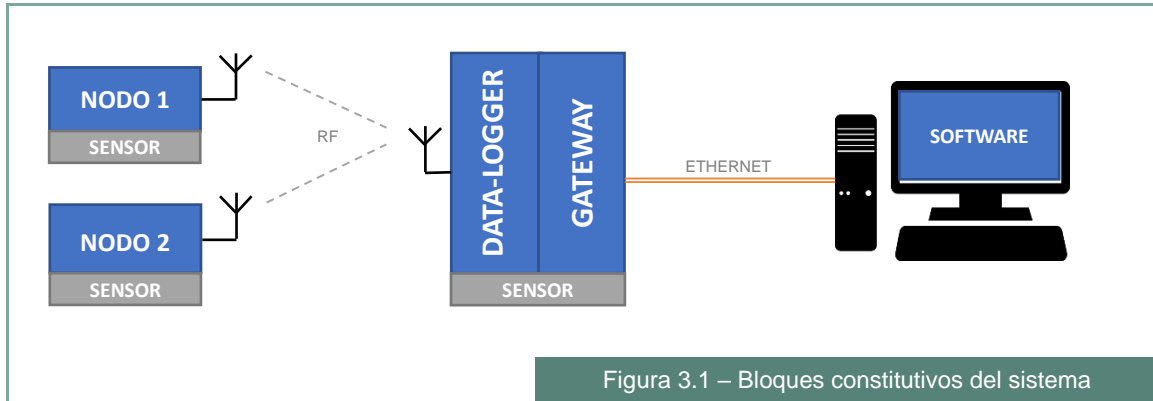 NODO 1
SENSOR
RF
NODO 2
SENSOR
DATA-LOGGER
GATEWAY
SENSOR
ETHERNET
SOFTWARE
Figura 3.1 – Bloques constitutivos del sistema